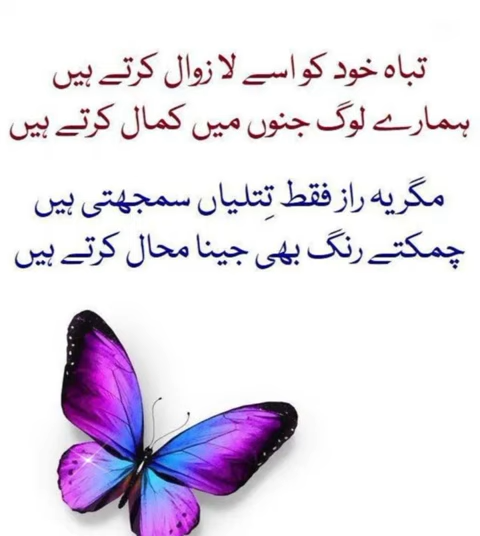 تباہ خود کو اسے لا زوال کرتے ہیں
ہمارے لوگ جنوں میں کمال کرتے ہیں
مگر یہ راز فقط تِتلیاں سمجھتی ہیں
چمکتے رنگ بھی جینا محال کرتے ہیں